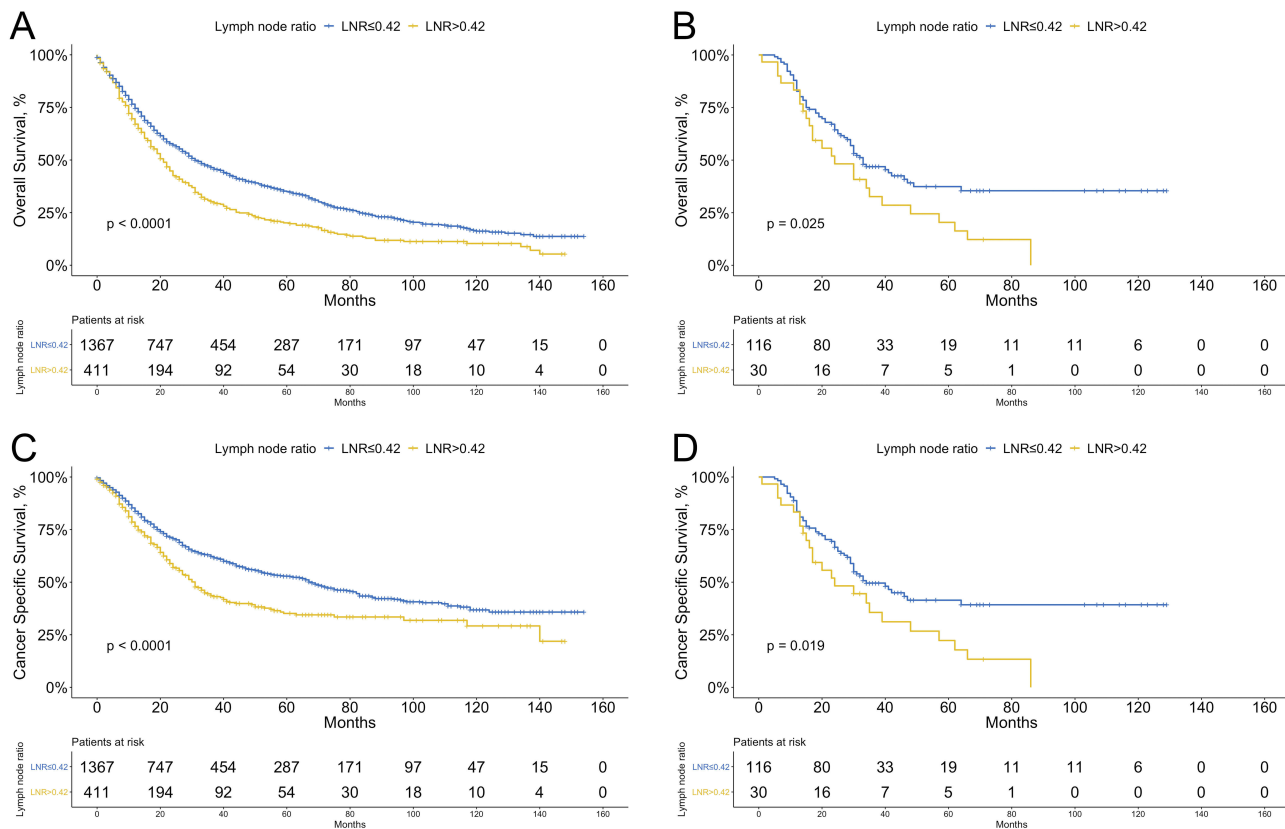 A
Lymph node ratio LNR≤0.42 LNR>0.42
Overall Survival, %
100%
75%
50%
25%
0%
p < 0.0001
0 20 40 60 80 100 120 140 160
Months
Patients at risk
Lymph node ratio
LNR≤0.42 1367 747 454 287 171 97 47 15 0
LNR>0.42 411 194 92 54 30 18 10 4 0
0 20 40 60 80 100 120 140 160
Months
B
Lymph node ratio LNR≤0.42 LNR>0.42
Overall Survival, %
100%
75%
50%
25%
0%
p = 0.025
0 20 40 60 80 100 120 140 160
Months
Patients at risk
Lymph node ratio
LNR≤0.42 116 80 33 19 11 11 6 0 0
LNR>0.42 30 16 7 5 1 0 0 0 0
0 20 40 60 80 100 120 140 160
Months
C
Lymph node ratio LNR≤0.42 LNR>0.42
Cancer Specific Survival, %
100%
75%
50%
25%
0%
p < 0.0001
0 20 40 60 80 100 120 140 160
Months
Patients at risk
Lymph node ratio
LNR≤0.42 1367 747 454 287 171 97 47 15 0
LNR>0.42 411 194 92 54 30 18 10 4 0
0 20 40 60 80 100 120 140 160
Months
D
Lymph node ratio LNR≤0.42 LNR>0.42
Cancer Specific Survival, %
100%
75%
50%
25%
0%
p = 0.019
0 20 40 60 80 100 120 140 160
Months
Patients at risk
Lymph node ratio
LNR≤0.42 116 80 33 19 11 11 6 0 0
LNR>0.42 30 16 7 5 1 0 0 0 0
0 20 40 60 80 100 120 140 160
Months